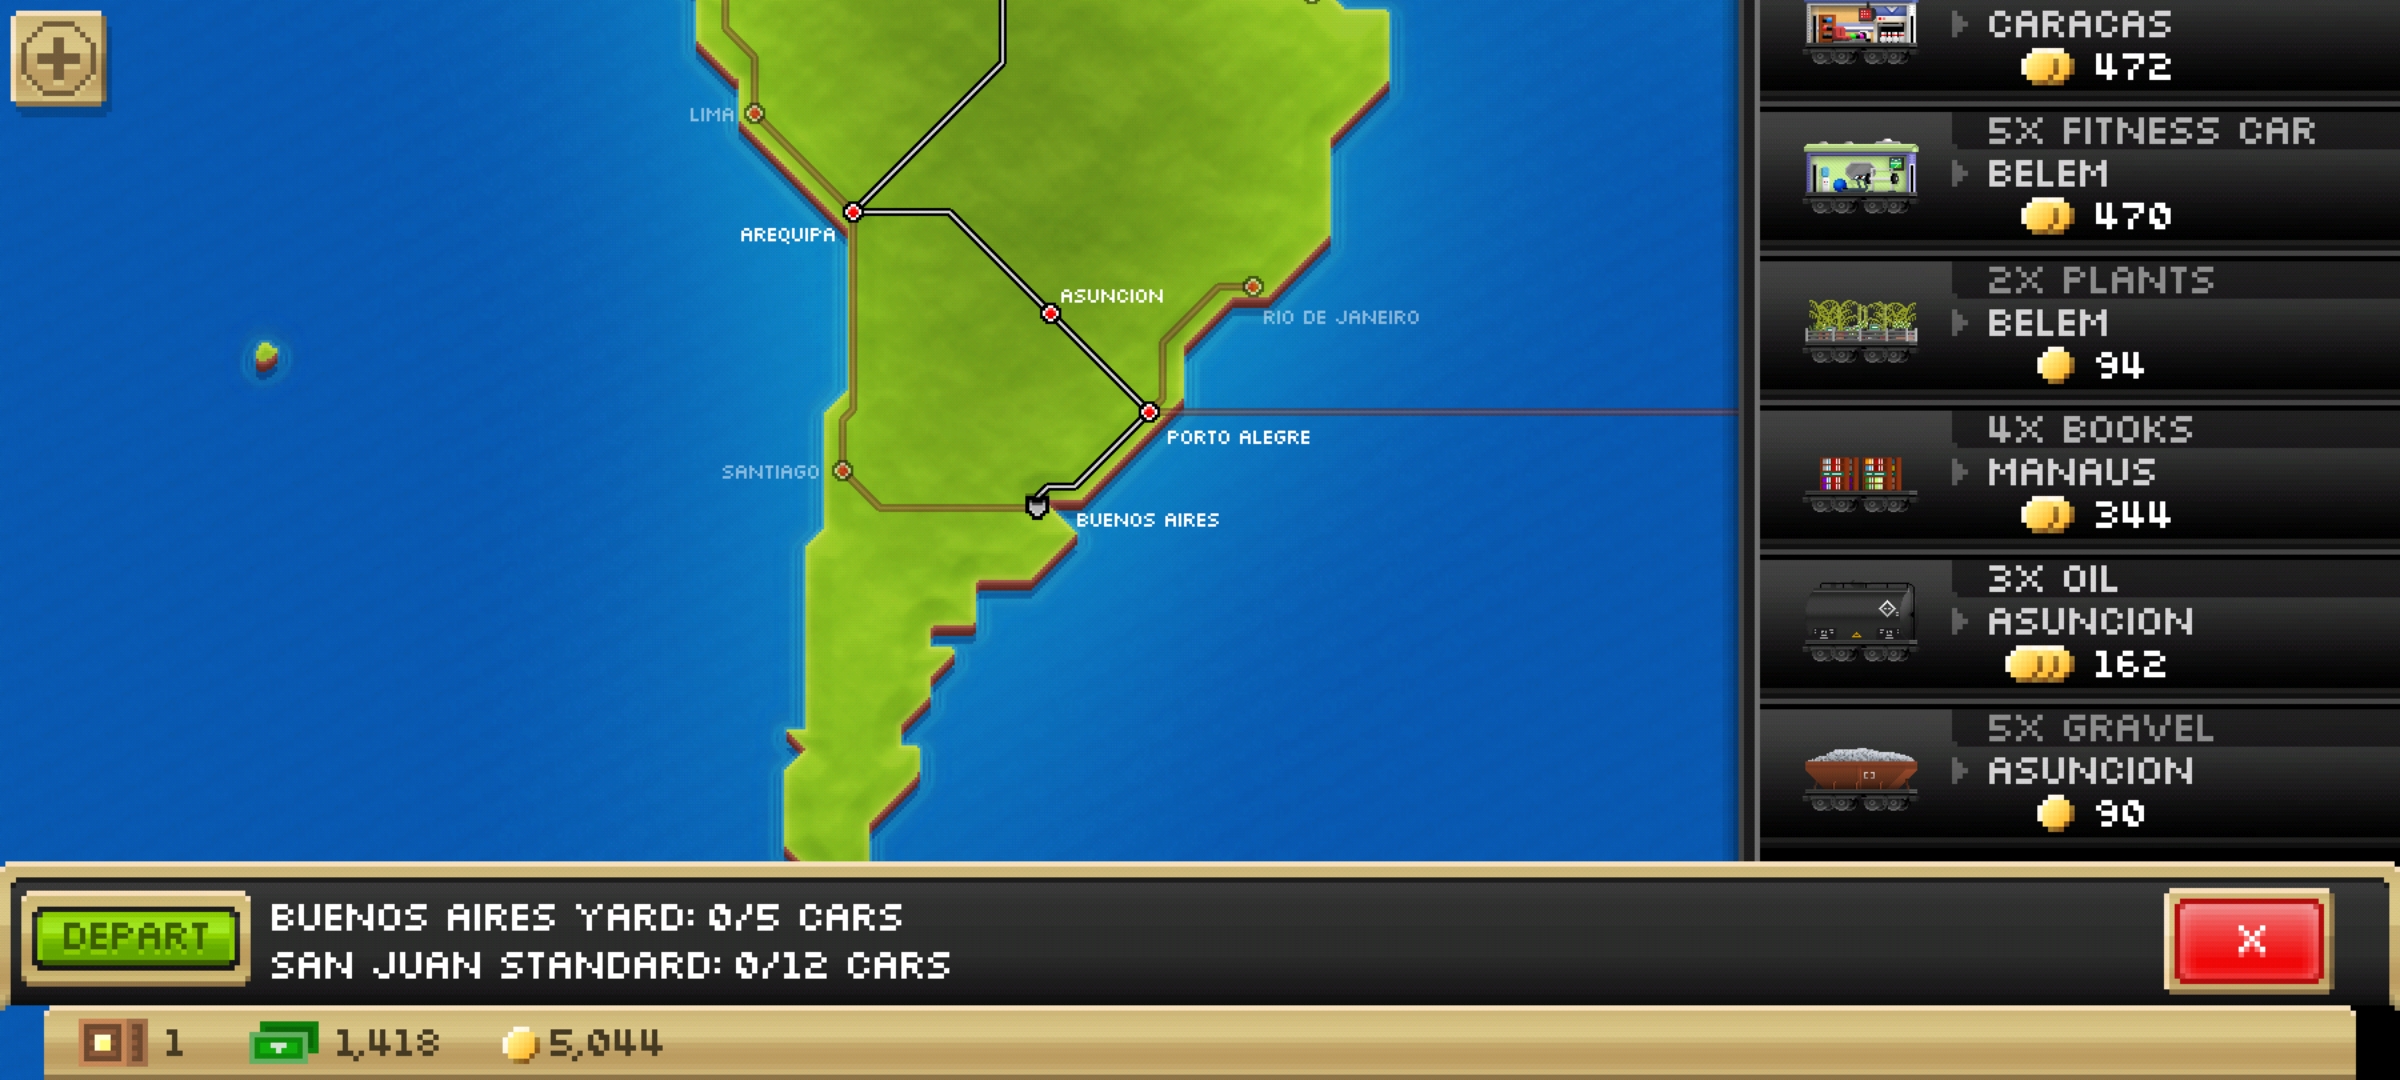 LIMA
AREQUIPA
ASUNCION
RIO DE JANEIRO
PORTO ALEGRE
SANTIAGO
BUENOS AIRES
CARACAS
472
5X FITNESS CAR
BELEM
470
2X PLANTS
BELEM
94
4X BOOKS
MANAUS
344
3X OIL
ASUNCION
162
5X GRAVEL
ASUNCION
90
DEPART
BUENOS AIRES YARD: 0/5 CARS
SAN JUAN STANDARD: 0/12 CARS
X
1
1,418
5,044